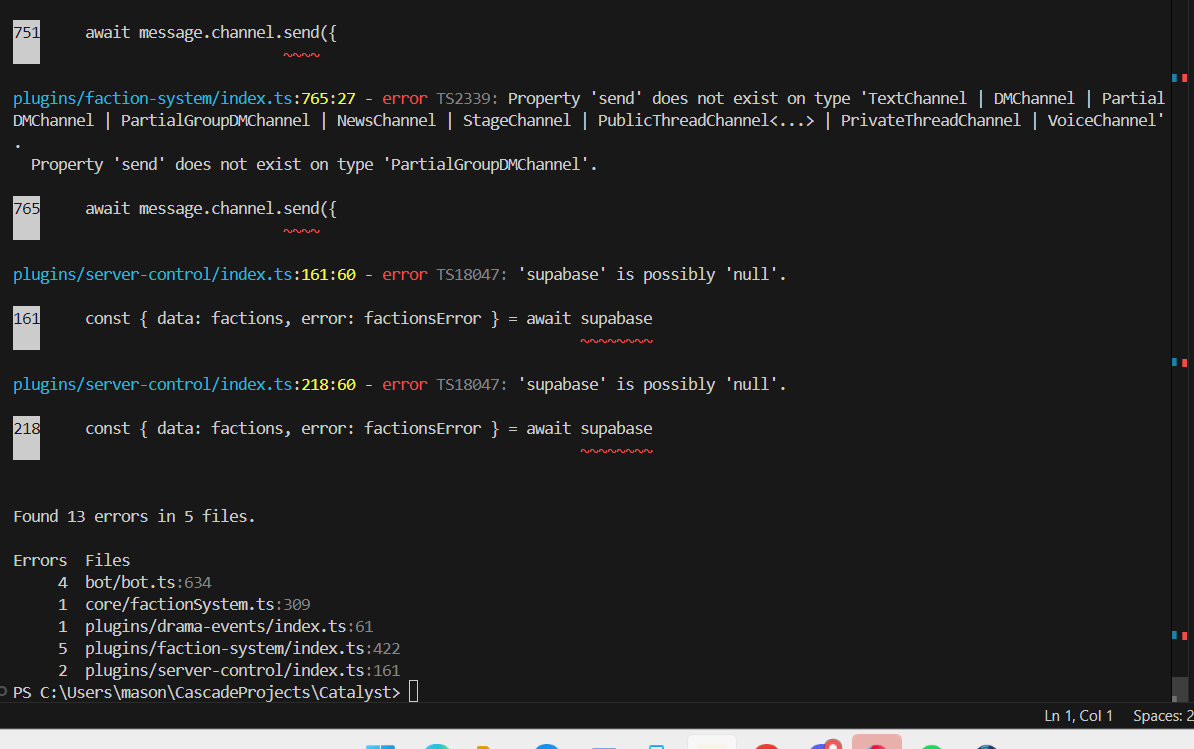 751     await message.channel.send({
                              ~~~~
plugins/faction-system/index.ts:765:27 - error TS2339: Property 'send' does not exist on type 'TextChannel | DMChannel | Partial
DMChannel | PartialGroupDMChannel | NewsChannel | StageChannel | PublicThreadChannel<...> | PrivateThreadChannel | VoiceChannel'
.
  Property 'send' does not exist on type 'PartialGroupDMChannel'.
765     await message.channel.send({
                              ~~~~
plugins/server-control/index.ts:161:60 - error TS18047: 'supabase' is possibly 'null'.
161     const { data: factions, error: factionsError } = await supabase
                                                               ~~~~~~~~
plugins/server-control/index.ts:218:60 - error TS18047: 'supabase' is possibly 'null'.
218     const { data: factions, error: factionsError } = await supabase
                                                               ~~~~~~~~
Found 13 errors in 5 files.
Errors  Files
     4  bot/bot.ts:634
     1  core/factionSystem.ts:309
     1  plugins/drama-events/index.ts:61
     5  plugins/faction-system/index.ts:422
     2  plugins/server-control/index.ts:161
PS C:\Users\mason\CascadeProjects\Catalyst>
Ln 1, Col 1    Spaces: 2